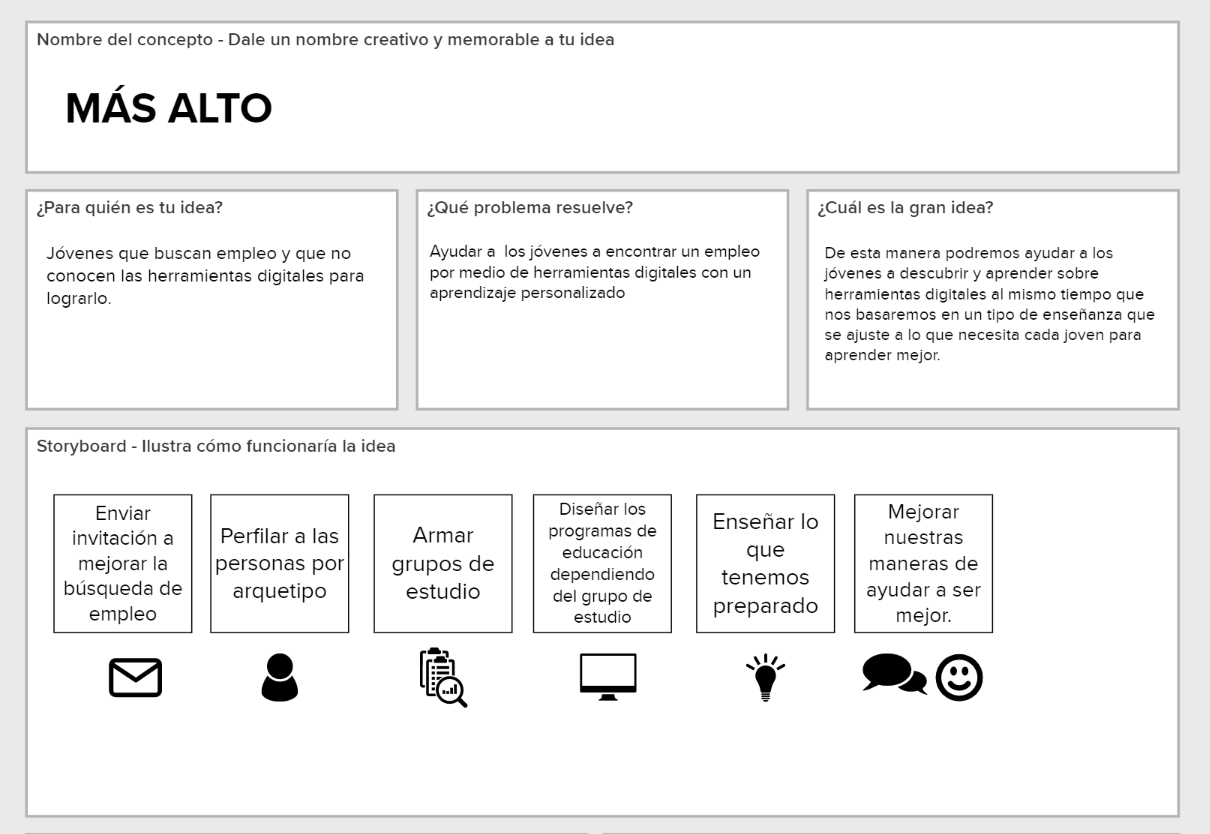 Nombre del concepto - Dale un nombre creativo y memorable a tu idea
MÁS ALTO
¿Para quién es tu idea?
Jóvenes que buscan empleo y que no
conocen las herramientas digitales para
lograrlo.
¿Qué problema resuelve?
Ayudar a  los jóvenes a encontrar un empleo
por medio de herramientas digitales con un
aprendizaje personalizado
¿Cuál es la gran idea?
De esta manera podremos ayudar a los
jóvenes a descubrir y aprender sobre
herramientas digitales al mismo tiempo que
nos basaremos en un tipo de enseñanza que
se ajuste a lo que necesita cada joven para
aprender mejor.
Storyboard - Ilustra cómo funcionaría la idea
Enviar
invitación a
mejorar la
búsqueda de
empleo
Perfilar a las
personas por
arquetipo
Armar
grupos de
estudio
Diseñar los
programas de
educación
dependiendo
del grupo de
estudio
Enseñar lo
que
tenemos
preparado
Mejorar
nuestras
maneras de
ayudar a ser
mejor.